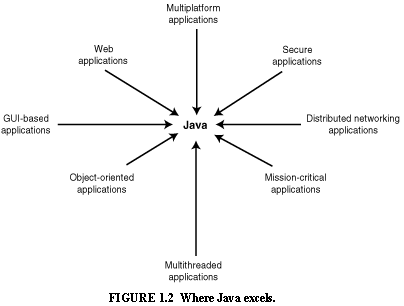 Multiplatform
applications
Web
applications
Secure
applications
GUI-based
applications
Java
Distributed networking
applications
Object-oriented
applications
Mission-critical
applications
Multithreaded
applications
FIGURE 1.2 Where Java excels.